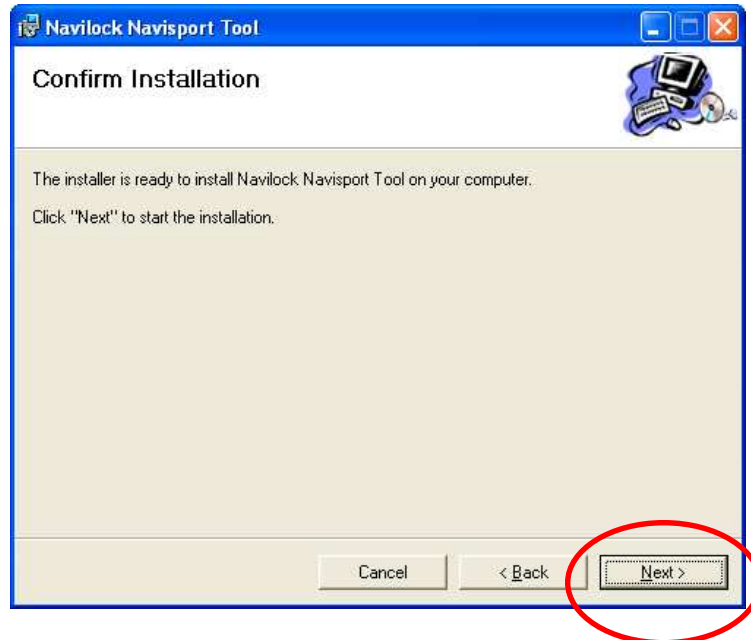 Navilock Navisport Tool
Confirm Installation
The installer is ready to install Navilock Navisport Tool on your computer.
Click "Next" to start the installation.
Cancel
< Back
Next >